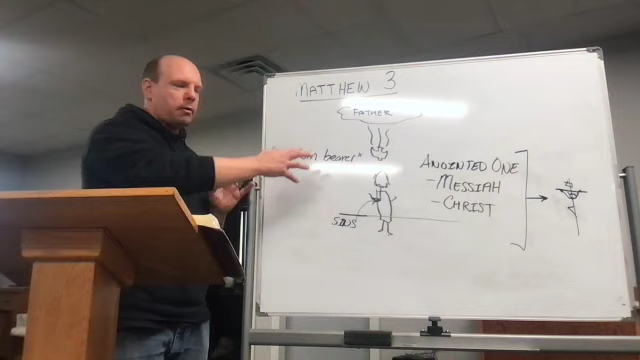 MATTHEW 3
FATHER
bearer"
ANOINTED ONE
- MESSIAH
- CHRIST
SINS